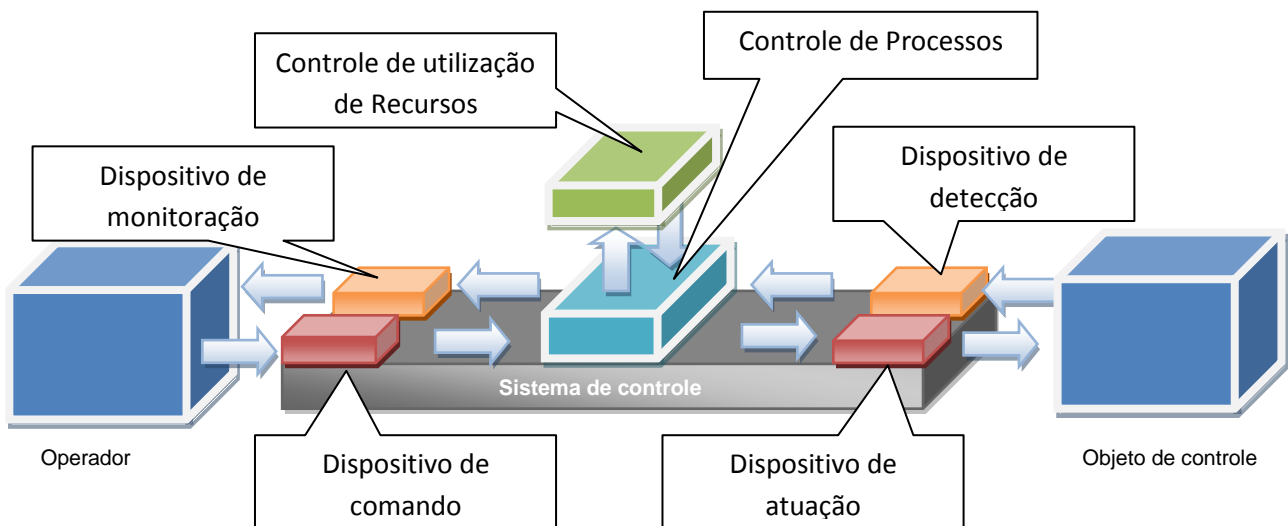 Controle de utilização
de Recursos
Controle de Processos
Dispositivo de
monitoração
Dispositivo de
detecção
Sistema de controle
Operador
Dispositivo de
comando
Dispositivo de
atuação
Objeto de controle